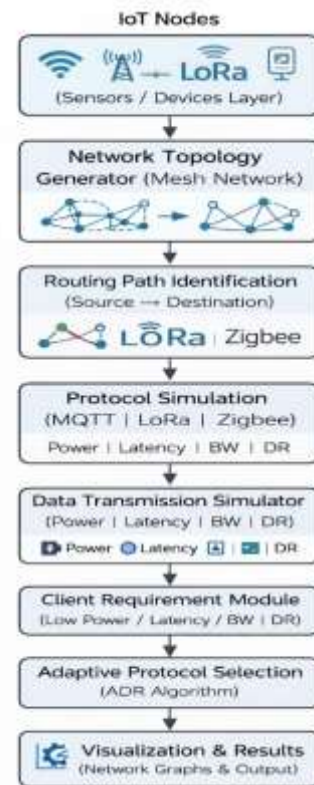 IoT Nodes
LoRa
(Sensors / Devices Layer)
Network Topology
Generator (Mesh Network)
Routing Path Identification
(Source → Destination)
LoRa | Zigbee
Protocol Simulation
(MQTT | LoRa | Zigbee)
Power | Latency | BW | DR
Data Transmission Simulator
(Power | Latency | BW | DR)
Power Latency | DR
Client Requirement Module
(Low Power / Latency / BW | DR)
Adaptive Protocol Selection
(ADR Algorithm)
Visualization & Results
(Network Graphs & Output)